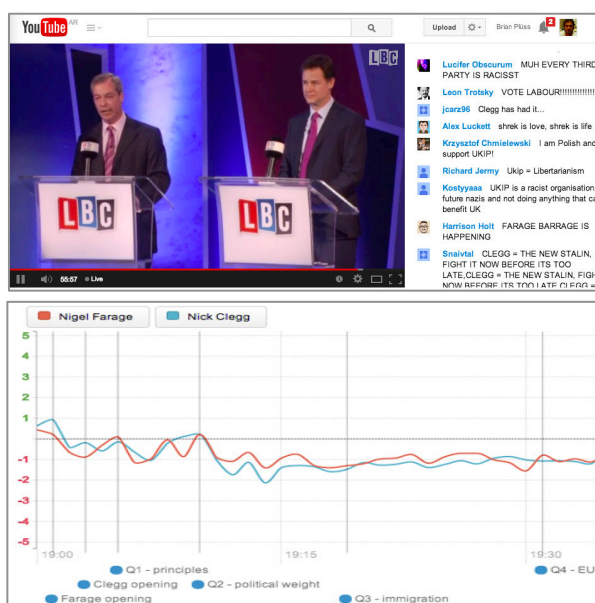 You Tube AR
Upload
Brian Plüss
2
LBC
LBC
LBC
Lucifer Obscurum MUH EVERY THIRD
PARTY IS RACISST
Leon Trotsky VOTE LABOUR!!!!!!!!!!!!!!
jcarz96 Clegg has had it...
Alex Luckett shrek is love, shrek is life
Krzysztof Chmielewski I am Polish and
support UKIP!
Richard Jermy Ukip = Libertarianism
Kostyyaaa UKIP is a racist organisation
future nazis and not doing anything that ca
benefit UK
Harrison Holt FARAGE BARRAGE IS
HAPPENING
Snaivtal CLEGG = THE NEW STALIN,
FIGHT IT NOW BEFORE ITS TOO
LATE,CLEGG = THE NEW STALIN, FIGH
NOW BEFORE ITS TOO LATE CLEGG =
55:57 Live
Nigel Farage
Nick Clegg
5
4
3
2
1
-1
-2
-3
-4
-5
19:00
19:15
19:30
Q1 - principles
Q4 - EU
Clegg opening
Q2 - political weight
Farage opening
Q3 - immigration